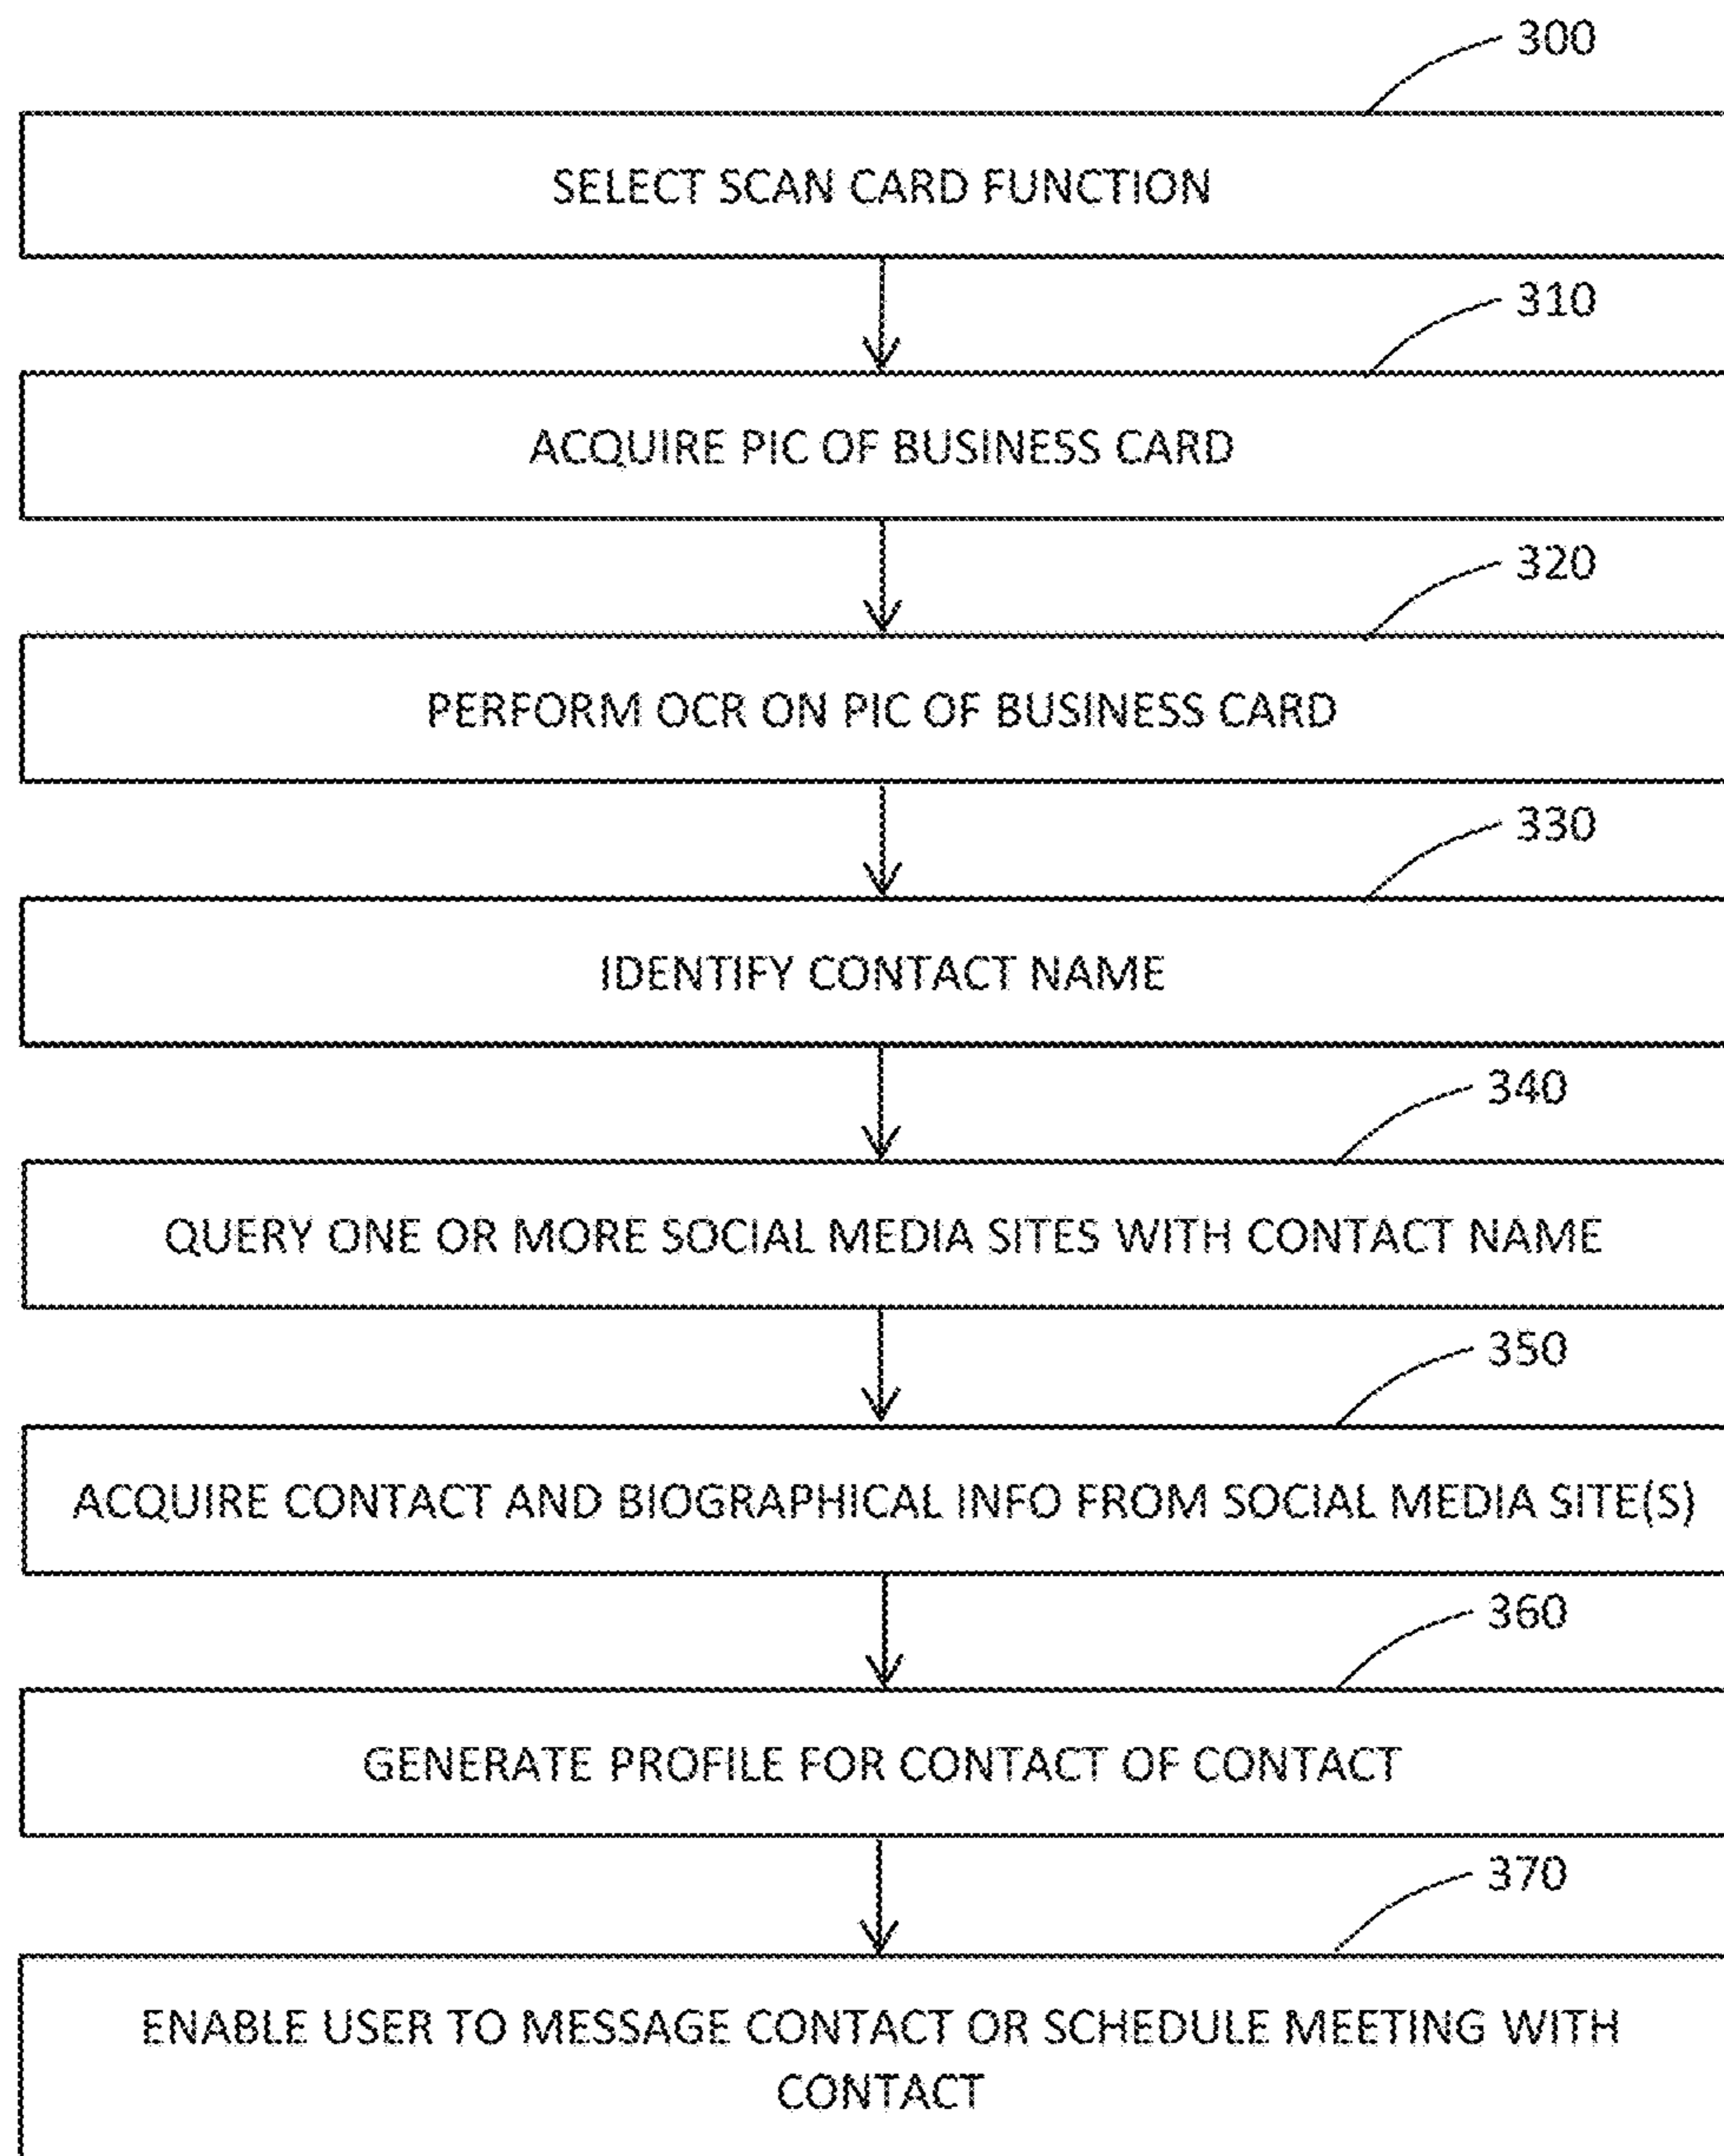 300
SELECT SCAN CARD FUNCTION
310
ACQUIRE PIC OF BUSINESS CARD
320
PERFORM OCR ON PIC OF BUSINESS CARD
330
IDENTIFY CONTACT NAME
340
QUERY ONE OR MORE SOCIAL MEDIA SITES WITH CONTACT NAME
350
ACQUIRE CONTACT AND BIOGRAPHICAL INFO FROM SOCIAL MEDIA SITE(S)
360
GENERATE PROFILE FOR CONTACT OF CONTACT
370
ENABLE USER TO MESSAGE CONTACT OR SCHEDULE MEETING WITH
CONTACT